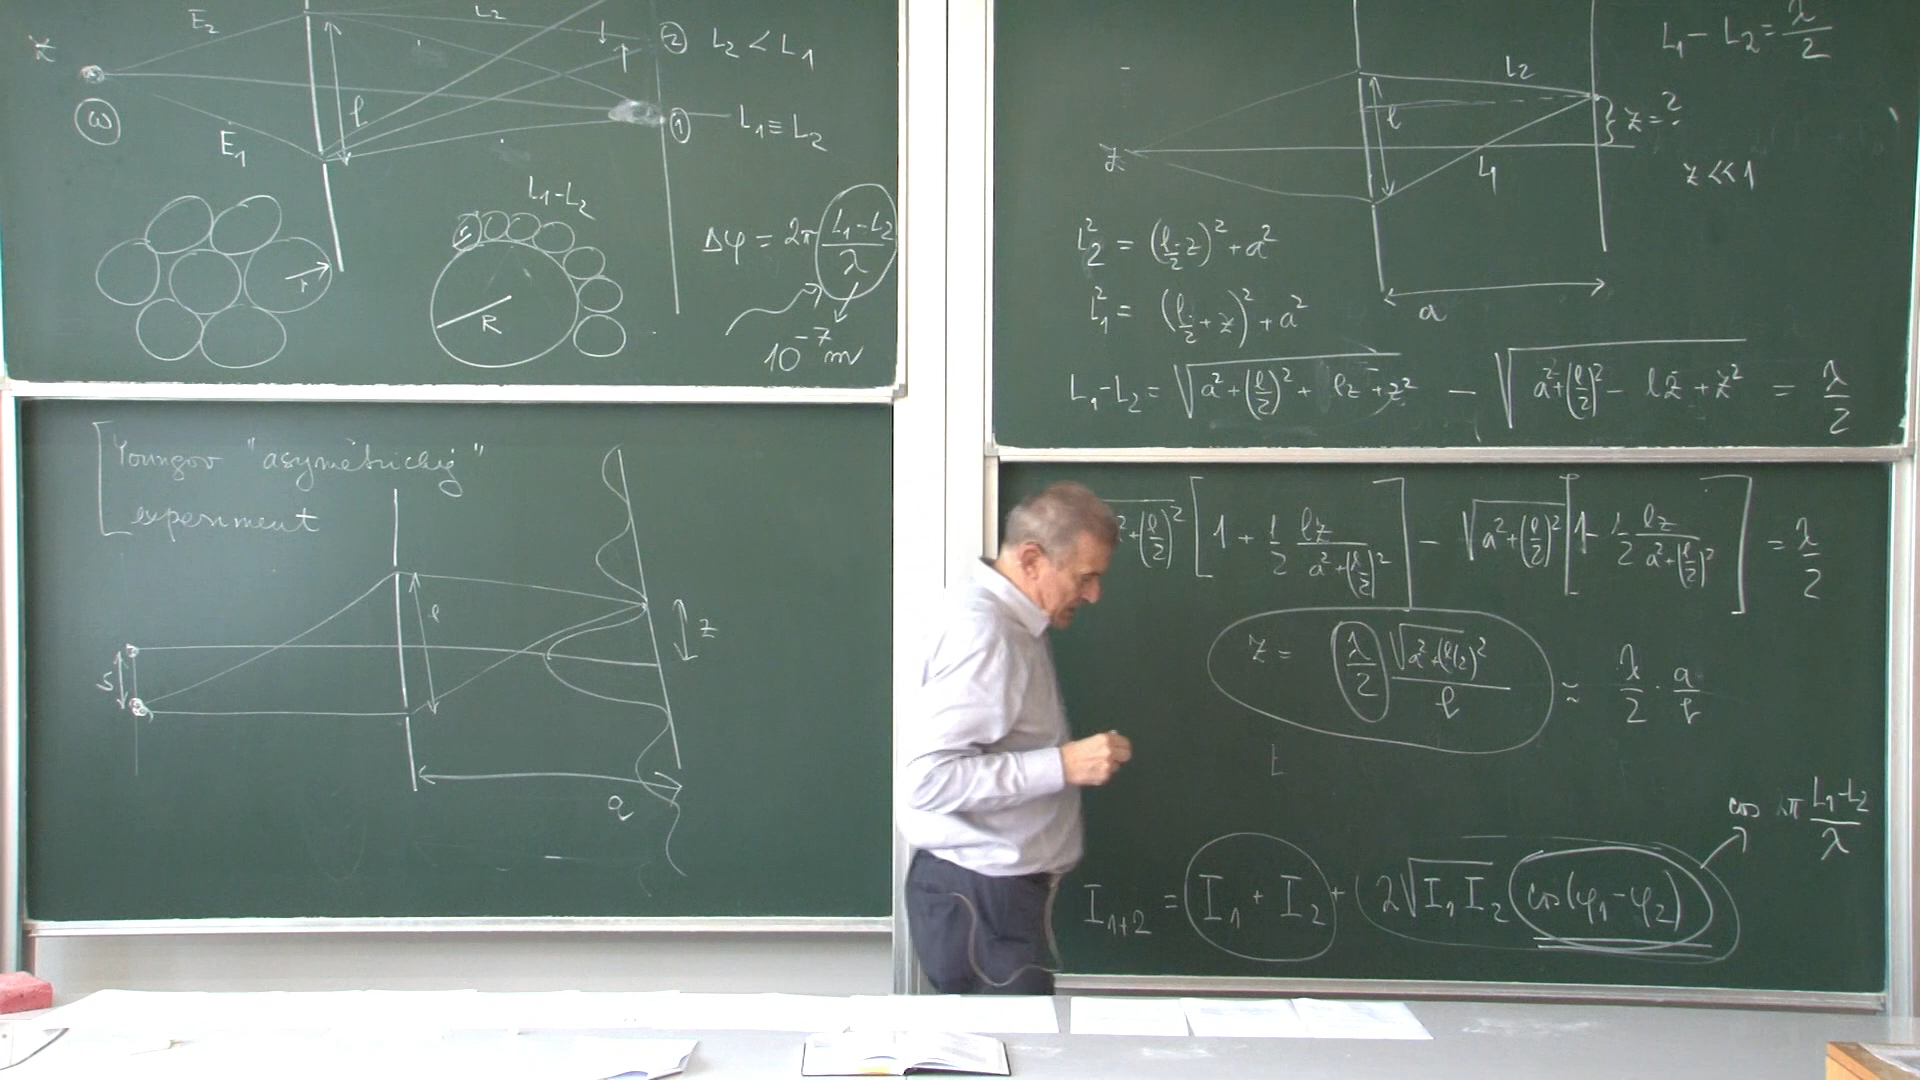 E₂
L₂
② L₂ < L₁
ω
l
① L₁ ≡ L₂
E₁
L₁-L₂
r
R
Δφ = 2π (L₁-L₂)/λ
10⁻⁷ m
Youngov "asymetrický"
experiment
l
z
s
a
L₁ - L₂ = λ/2
L₂
l
z = ?
L₁
z << 1
L₂² = (l/2 - z)² + a²
L₁² = (l/2 + z)² + a²
a
L₁-L₂ = √(a² + (l/2)² + lz + z²) - √(a² + (l/2)² - lz + z²) = λ/2
² + (l/2)² [1 + 1/2 lz/(a² + (l/2)²)] - √(a² + (l/2)²) [1 - 1/2 lz/(a² + (l/2)²)] = λ/2
z = λ/2 √(a² + (l/2)²)/l ≈ λ/2 · a/l
cos 2π (L₁-L₂)/λ
I₁₊₂ = I₁ + I₂ + 2√(I₁ I₂) cos(φ₁-φ₂)